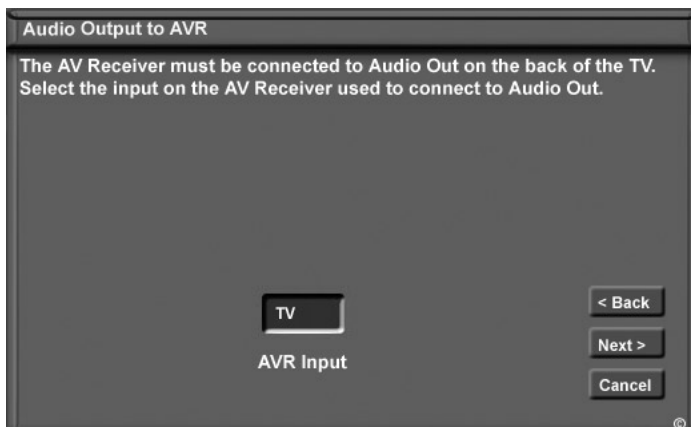 Audio Output to AVR
The AV Receiver must be connected to Audio Out on the back of the TV.
Select the input on the AV Receiver used to connect to Audio Out.
TV
AVR Input
< Back
Next >
Cancel
©